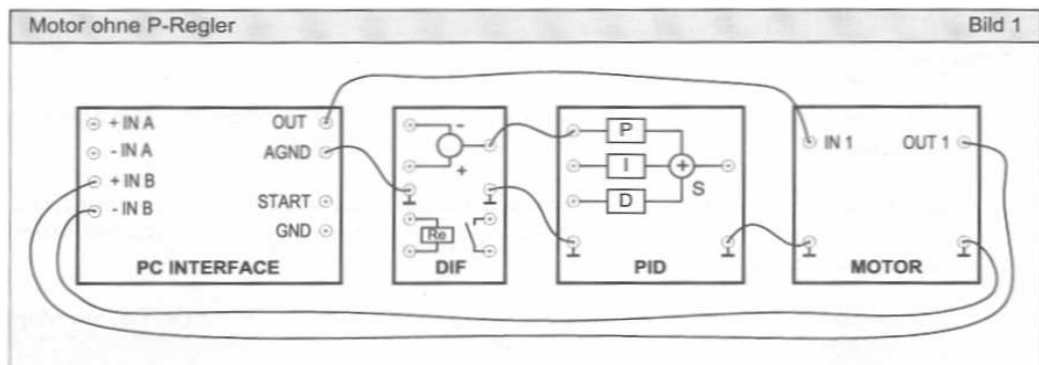 Motor ohne P-Regler Bild 1
+ IN A OUT
- IN A AGND
+ IN B
- IN B START
GND
PC INTERFACE
-
+
Re
DIF
P
I
D
+
S
PID
IN 1 OUT 1
MOTOR